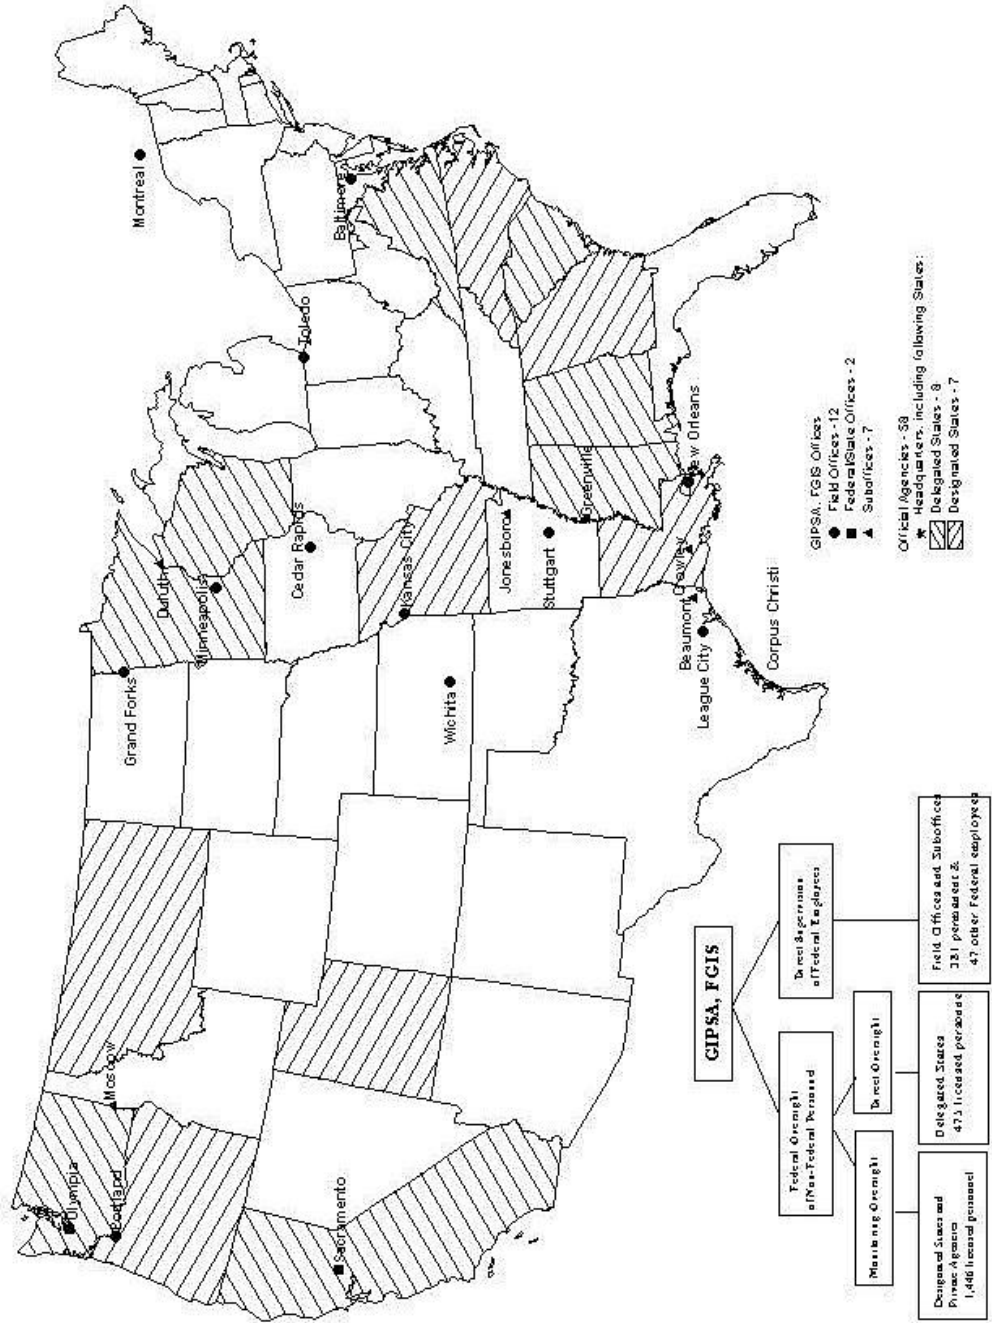 Montreal
Baltimore
Toledo
Duluth
Minneapolis
Cedar Rapids
Kansas City
Jonesboro
Stuttgart
Greenville
New Orleans
Crowley
Beaumont
League City
Corpus Christi
Grand Forks
Wichita
Moscow
Olympia
Portland
Sacramento
GIPSA, FGIS Offices
Field Offices - 12
Federal/State Offices - 2
Suboffices - 7
Official Agencies - 58
Headquarters, including following States:
Delegated States - 8
Designated States - 7
GIPSA, FGIS
Federal Oversight
of Non-Federal Personnel
Direct Supervision
of Federal Employees
Monitoring Oversight
Direct Oversight
Designated States and
Private Agencies
1,446 licensed personnel
Delegated States
475 licensed personne
Field Offices and Suboffices
381 permanent &
47 other Federal employees